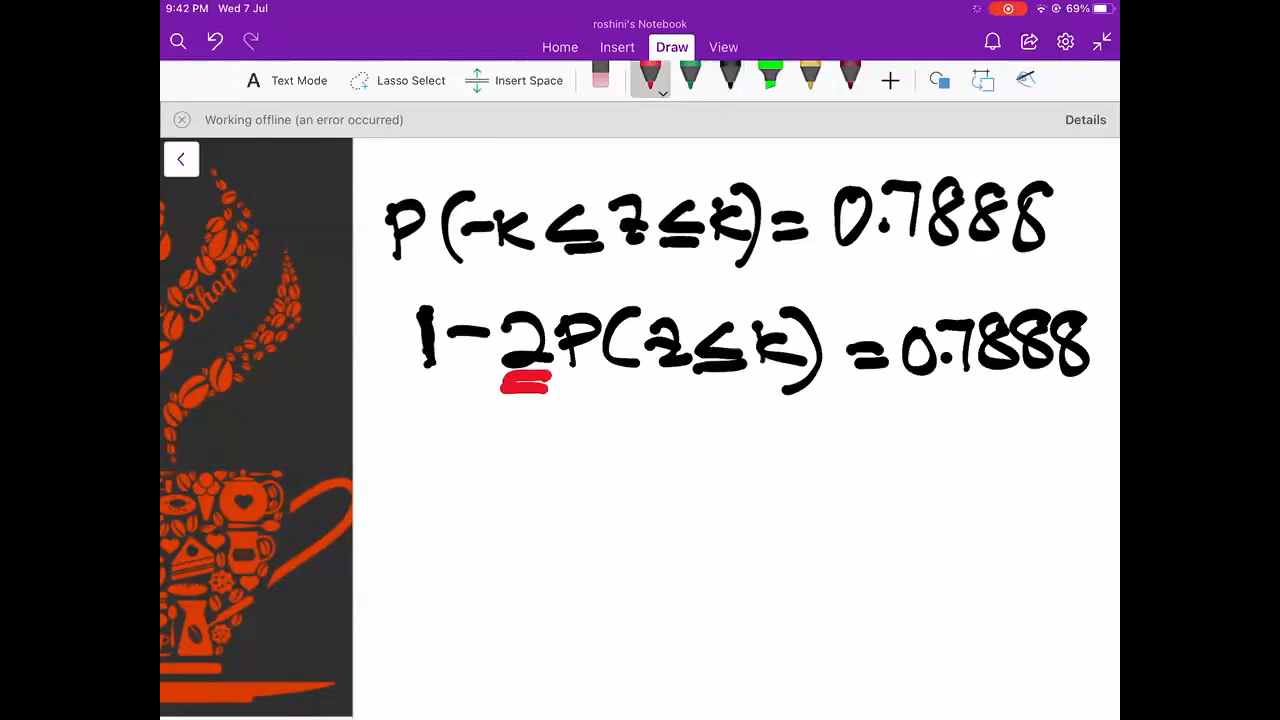 9:42 PM Wed 7 Jul
69%
roshini's Notebook
Home Insert Draw View
A Text Mode Lasso Select Insert Space
Working offline (an error occurred) Details
Shop
P(-K ≤ Z ≤ K) = 0.7888
1 - 2P(Z ≤ K) = 0.7888